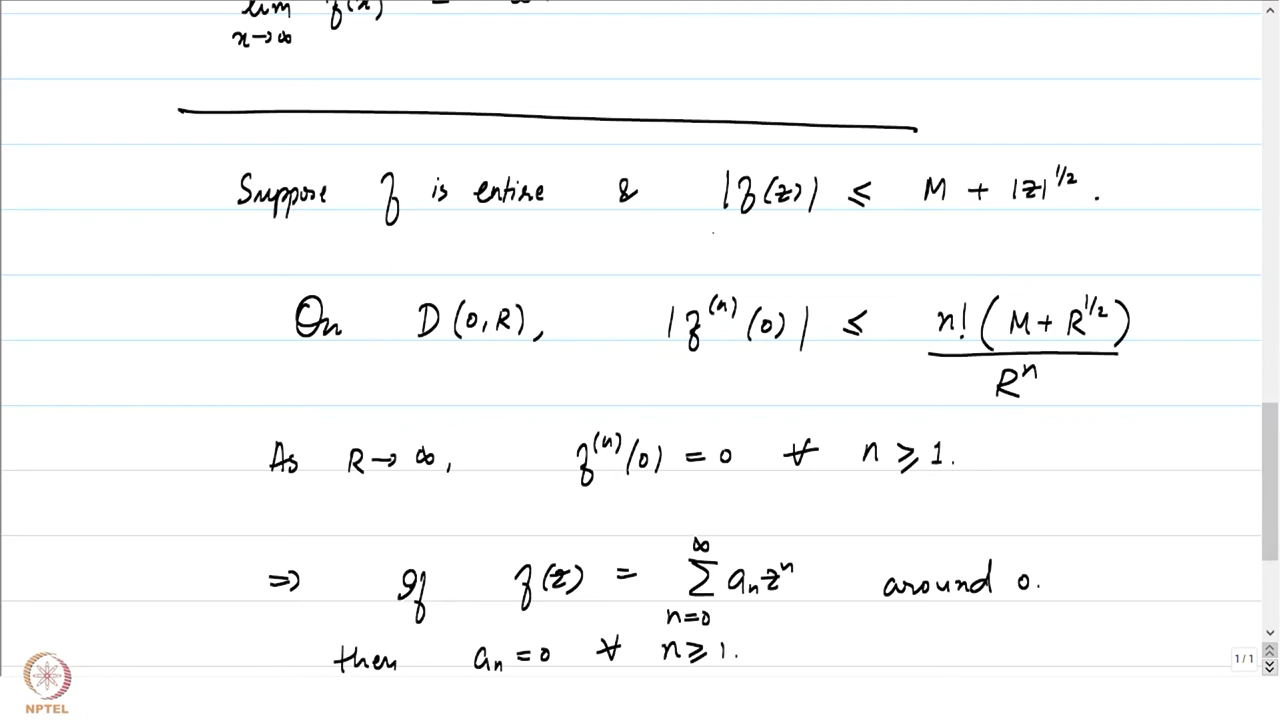 lim f(x) =
x→∞
Suppose f is entire & |f(z)| ≤ M + |z|^{1/2}.
On D(0,R), |f^{(n)}(0)| ≤ n!(M + R^{1/2}) / R^n
As R→∞, f^{(n)}(0) = 0 ∀ n ≥ 1.
⇒ If f(z) = ∑_{n=0}^{∞} a_n z^n around 0.
then a_n = 0 ∀ n ≥ 1.
1 / 1
NPTEL